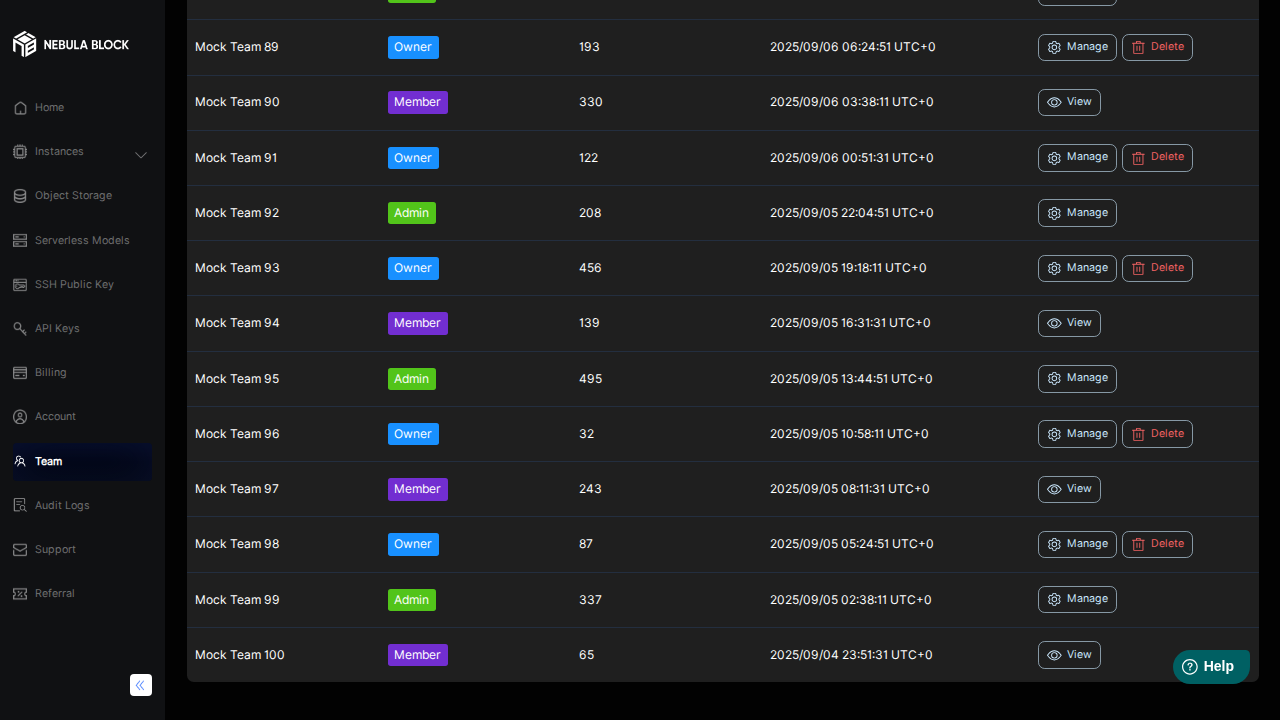 NEBULA BLOCK
Home
Instances
Object Storage
Serverless Models
SSH Public Key
API Keys
Billing
Account
Team
Audit Logs
Support
Referral
Mock Team 89 Owner 193 2025/09/06 06:24:51 UTC+0 Manage Delete
Mock Team 90 Member 330 2025/09/06 03:38:11 UTC+0 View
Mock Team 91 Owner 122 2025/09/06 00:51:31 UTC+0 Manage Delete
Mock Team 92 Admin 208 2025/09/05 22:04:51 UTC+0 Manage
Mock Team 93 Owner 456 2025/09/05 19:18:11 UTC+0 Manage Delete
Mock Team 94 Member 139 2025/09/05 16:31:31 UTC+0 View
Mock Team 95 Admin 495 2025/09/05 13:44:51 UTC+0 Manage
Mock Team 96 Owner 32 2025/09/05 10:58:11 UTC+0 Manage Delete
Mock Team 97 Member 243 2025/09/05 08:11:31 UTC+0 View
Mock Team 98 Owner 87 2025/09/05 05:24:51 UTC+0 Manage Delete
Mock Team 99 Admin 337 2025/09/05 02:38:11 UTC+0 Manage
Mock Team 100 Member 65 2025/09/04 23:51:31 UTC+0 View
Help